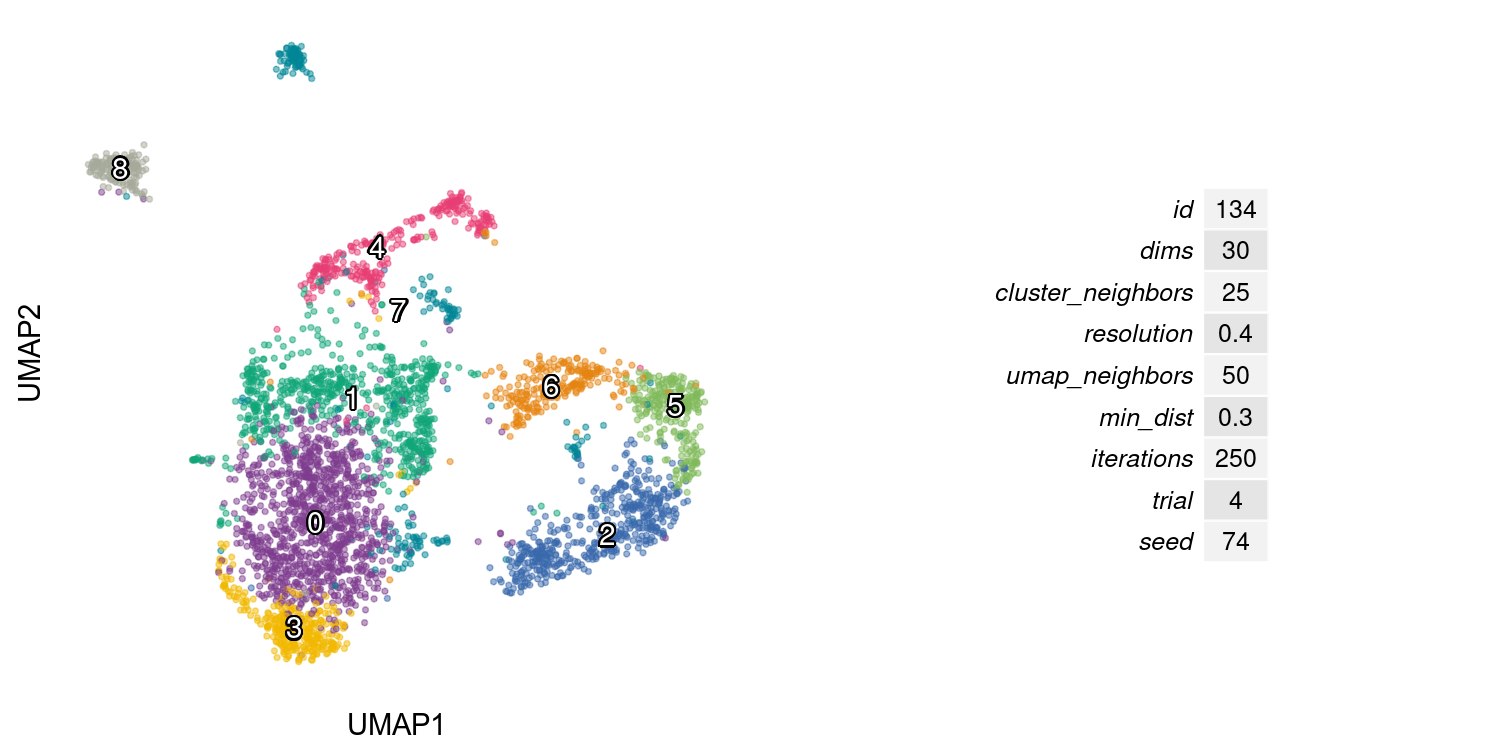 8
4
7
1
6
5
0
2
3
UMAP1
UMAP2
id 134
dims 30
cluster_neighbors 25
resolution 0.4
umap_neighbors 50
min_dist 0.3
iterations 250
trial 4
seed 74